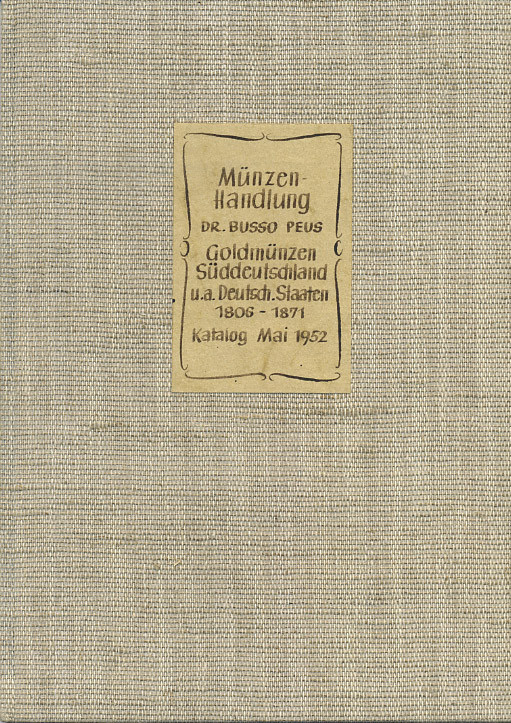 Münzen-
Handlung
DR. BUSSO PEUS
Goldmünzen
Süddeutschland
u.a. Deutsch. Staaten
1806 - 1871
Katalog Mai 1952